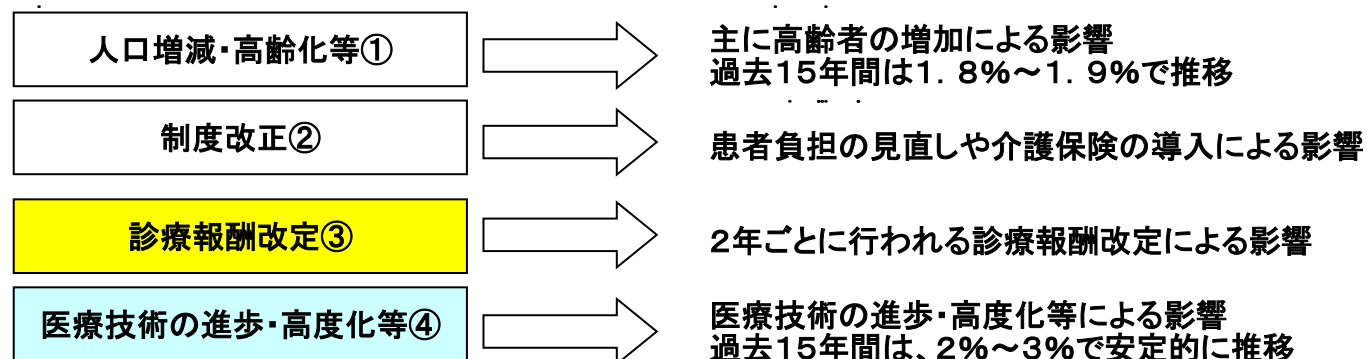 人口増減・高齢化等①
主に高齢者の増加による影響
過去15年間は1.8%～1.9%で推移
制度改正②
患者負担の見直しや介護保険の導入による影響
診療報酬改定③
2年ごとに行われる診療報酬改定による影響
医療技術の進歩・高度化等④
医療技術の進歩・高度化等による影響
過去15年間は、2%～3%で安定的に推移